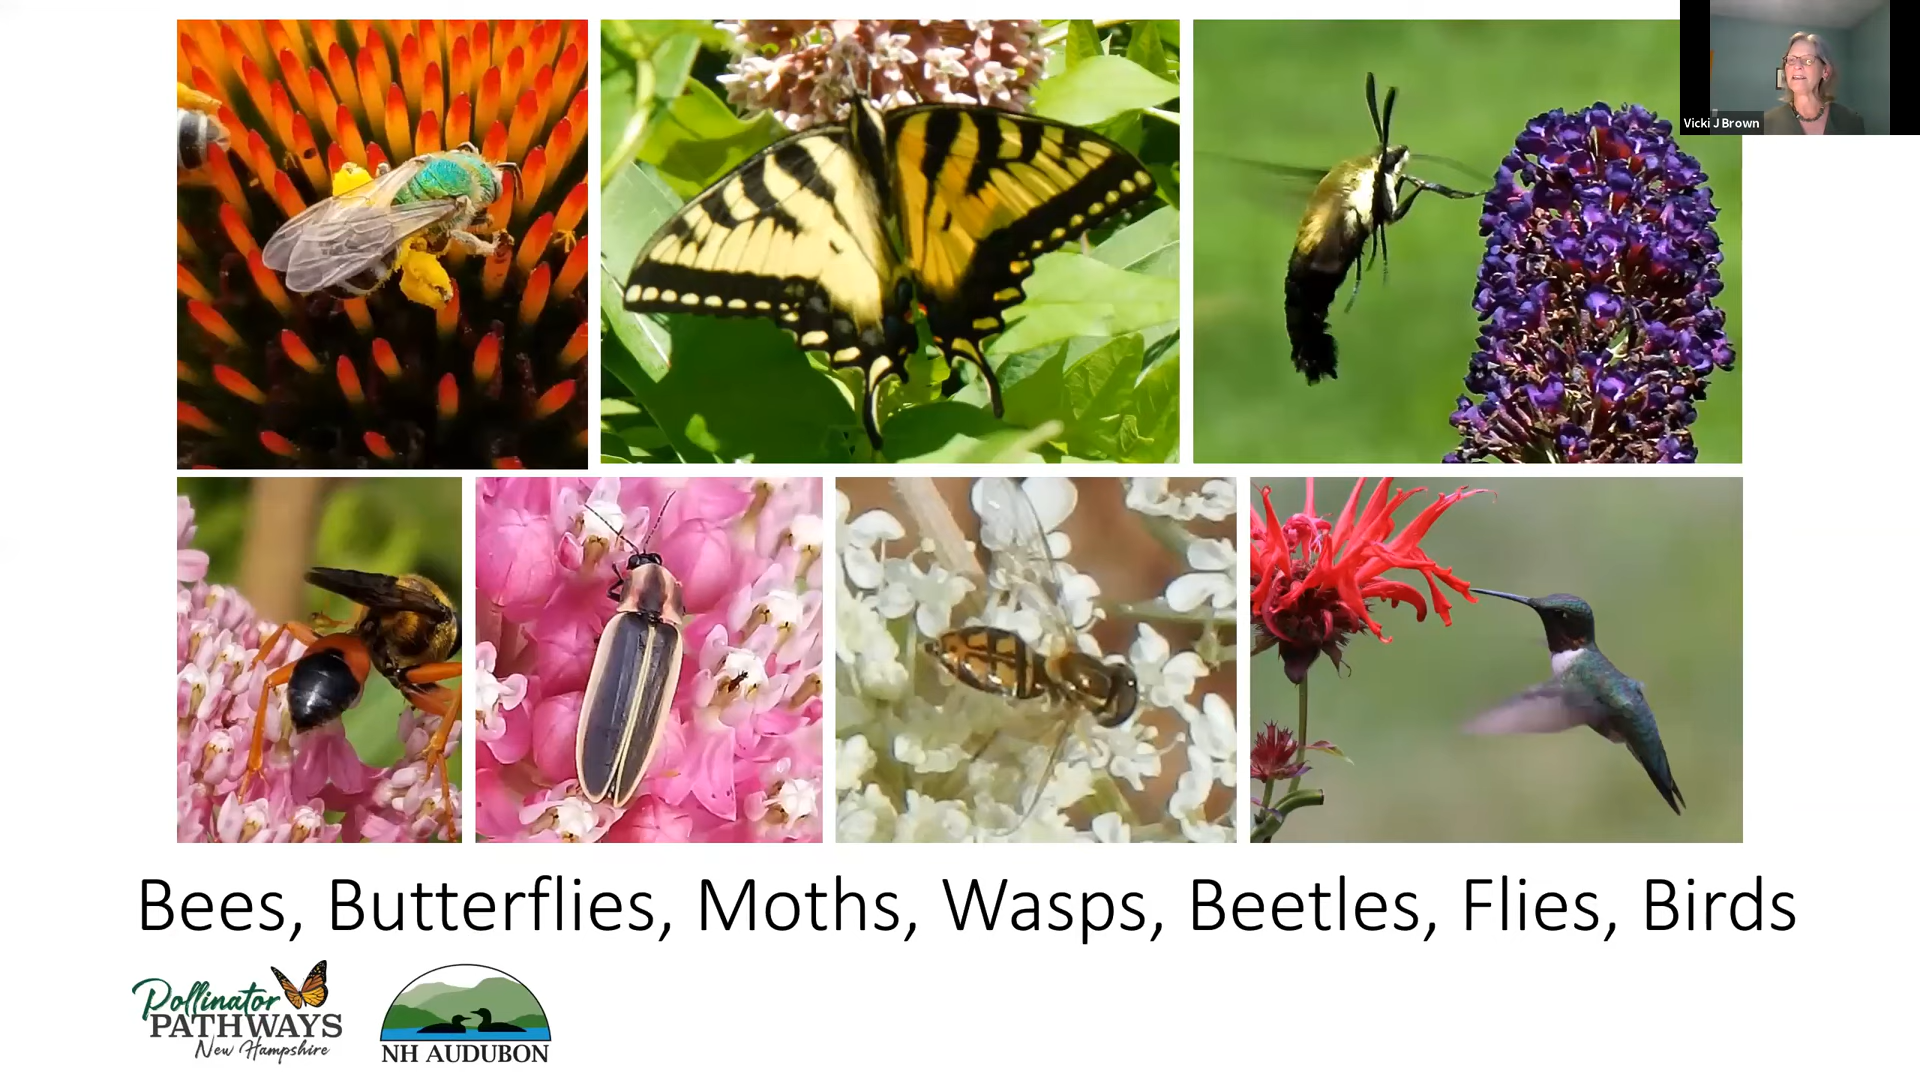 Vicki J Brown
Bees, Butterflies, Moths, Wasps, Beetles, Flies, Birds
Pollinator
PATHWAYS
New Hampshire
NH AUDUBON